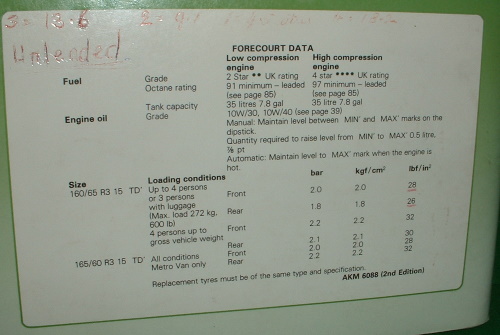 3 = 13.6
Unleaded.
FORECOURT DATA
Low compression engine High compression engine
Fuel Grade 2 Star ** UK rating 4 star **** UK rating
Octane rating 91 minimum – leaded (see page 85) 97 minimum – leaded (see page 85)
Tank capacity 35 litres 7.8 gal 35 litres 7.8 gal
Engine oil Grade 10W/30, 10W/40 (see page 39)
Manual: Maintain level between `MIN' and `MAX' marks on the
dipstick.
Quantity required to raise level from `MIN' to `MAX' 0.5 litre,
⅞ pt
Automatic: Maintain level to `MAX' mark when the engine is
hot.
Size Loading conditions bar kgf/cm² lbf/in²
160/65 R3 15 `TD' Up to 4 persons or 3 persons with luggage (Max. load 272 kg, 600 lb) Front 2.0 2.0 28
Rear 1.8 1.8 26
4 persons up to gross vehicle weight Front 2.2 2.2 32
Rear 2.1 2.1 30
165/60 R3 15 `TD' All conditions Front 2.0 2.0 28
Metro Van only Rear 2.2 2.2 32
Replacement tyres must be of the same type and specification.
AKM 6088 (2nd Edition)